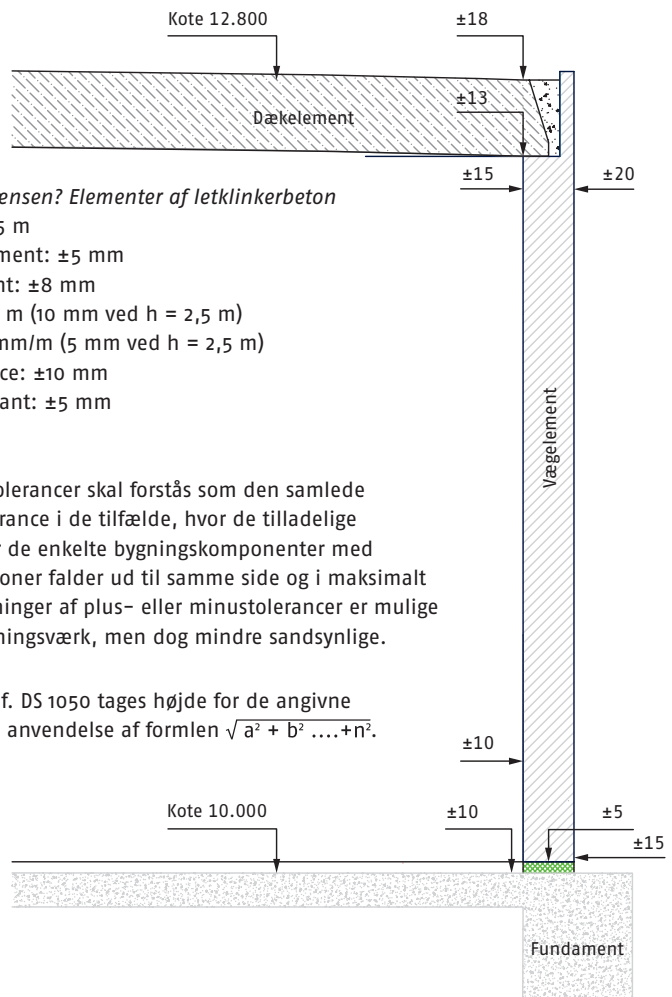 Kote 12.800
±18
±13
Dækelement
±15
±20
ensen? Elementer af letklinkerbeton
5 m
ment: ±5 mm
nt: ±8 mm
m (10 mm ved h = 2,5 m)
mm/m (5 mm ved h = 2,5 m)
ce: ±10 mm
ant: ±5 mm
Vægelement
olerancer skal forstås som den samlede
rance i de tilfælde, hvor de tilladelige
r de enkelte bygningskomponenter med
oner falder ud til samme side og i maksimalt
ninger af plus- eller minustolerancer er mulige
ningsværk, men dog mindre sandsynlige.
f. DS 1050 tages højde for de angivne
anvendelse af formlen √ a² + b² ....+n².
±10
Kote 10.000
±10
±5
±15
Fundament